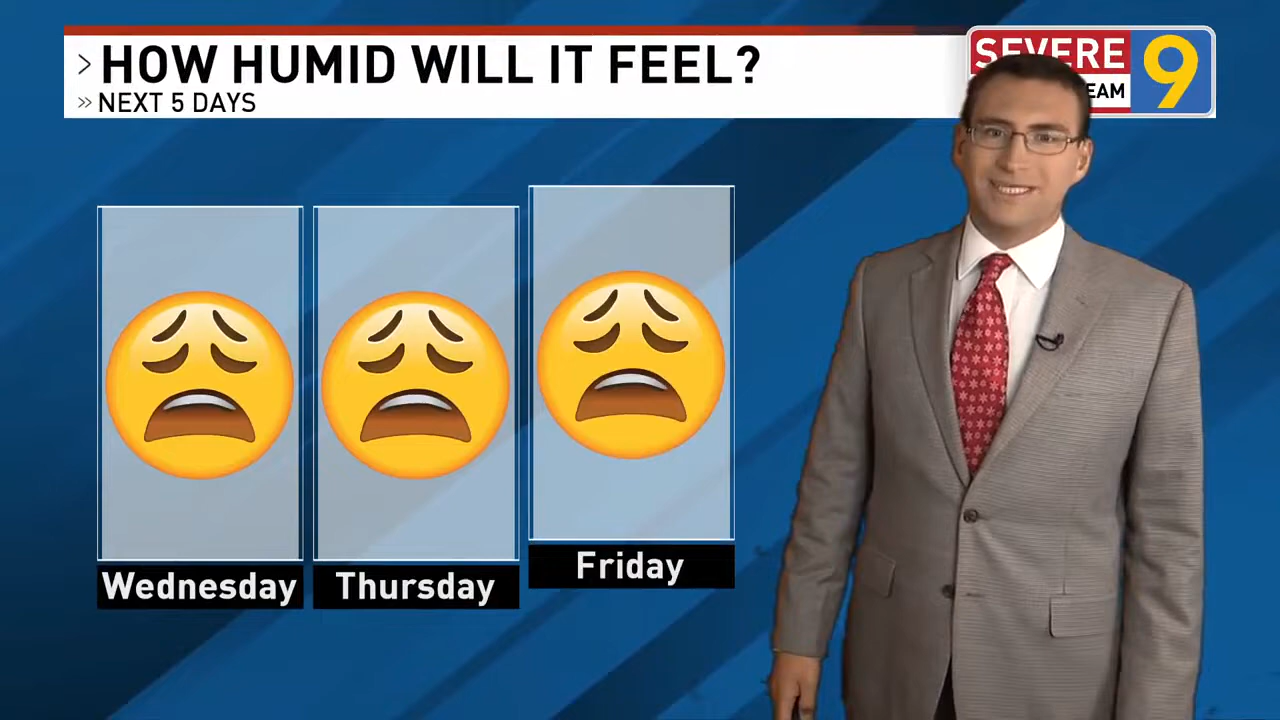 > HOW HUMID WILL IT FEEL?
» NEXT 5 DAYS
SEVERE
9
Wednesday
Thursday
Friday